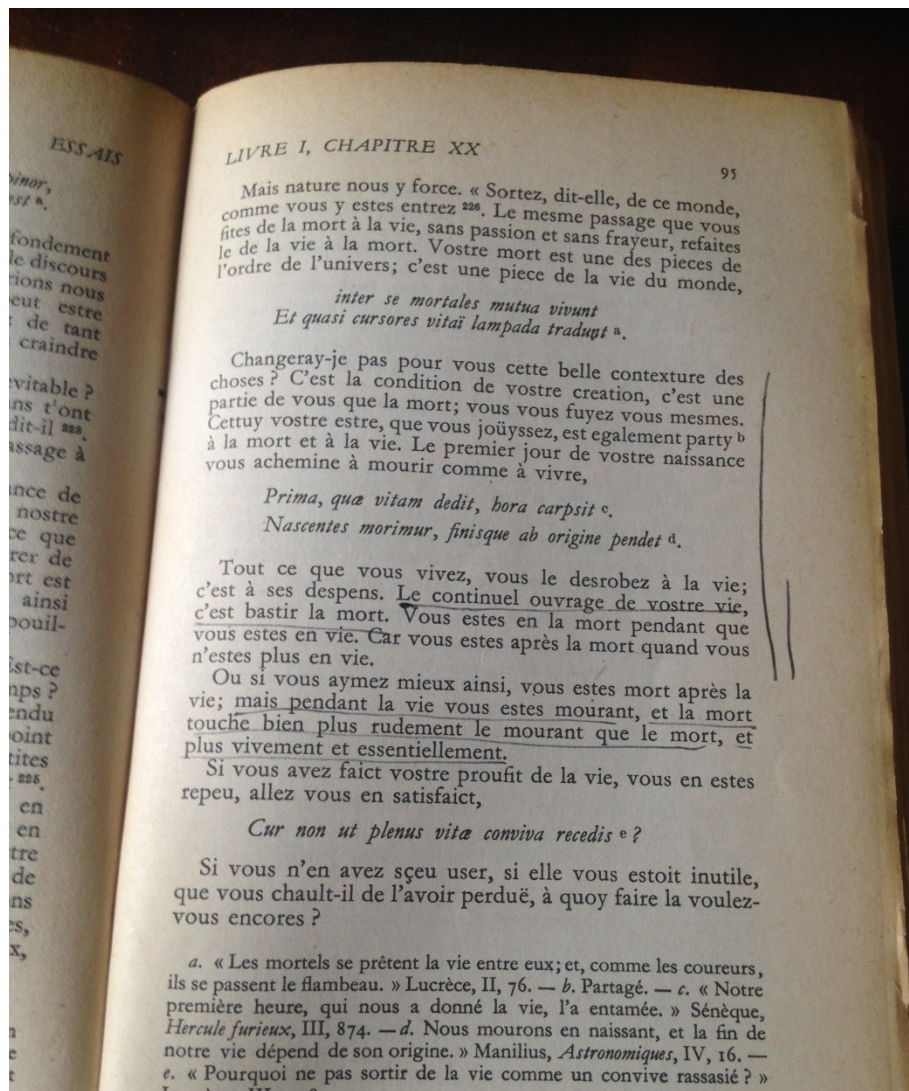 ESSAIS
est a.
fondement
le discours
nous
estre
de tant
craindre
t'ont
dit-il
à
de
nostre
ce que
de
est
ainsi
pouil-
Est-ce
point
225.
en
en
de
LIVRE I, CHAPITRE XX
95
Mais nature nous y force. « Sortez, dit-elle, de ce monde,
comme vous y estes entrez 226. Le mesme passage que vous
fites de la mort à la vie, sans passion et sans frayeur, refaites
le de la vie à la mort. Vostre mort est une des pieces de
l'ordre de l'univers; c'est une piece de la vie du monde,
inter se mortales mutua vivunt
Et quasi cursores vitaï lampada tradunt a.
Changeray-je pas pour vous cette belle contexture des
choses ? C'est la condition de vostre creation, c'est une
partie de vous que la mort; vous vous fuyez vous mesmes.
Cettuy vostre estre, que vous joüyssez, est egalement party b
à la mort et à la vie. Le premier jour de vostre naissance
vous achemine à mourir comme à vivre,
Prima, quæ vitam dedit, hora carpsit c.
Nascentes morimur, finisque ab origine pendet d.
Tout ce que vous vivez, vous le desrobez à la vie;
c'est à ses despens. Le continuel ouvrage de vostre vie,
c'est bastir la mort. Vous estes en la mort pendant que
vous estes en vie. Car vous estes après la mort quand vous
n'estes plus en vie.
Ou si vous aymez mieux ainsi, vous estes mort après la
vie; mais pendant la vie vous estes mourant, et la mort
touche bien plus rudement le mourant que le mort, et
plus vivement et essentiellement.
Si vous avez faict vostre proufit de la vie, vous en estes
repeu, allez vous en satisfaict,
Cur non ut plenus vitæ conviva recedis e ?
Si vous n'en avez sçeu user, si elle vous estoit inutile,
que vous chault-il de l'avoir perduë, à quoy faire la voulez-
vous encores ?
a. « Les mortels se prêtent la vie entre eux; et, comme les coureurs,
ils se passent le flambeau. » Lucrèce, II, 76. — b. Partagé. — c. « Notre
première heure, qui nous a donné la vie, l'a entamée. » Sénèque,
Hercule furieux, III, 874. — d. Nous mourons en naissant, et la fin de
notre vie dépend de son origine. » Manilius, Astronomiques, IV, 16. —
e. « Pourquoi ne pas sortir de la vie comme un convive rassasié ? »